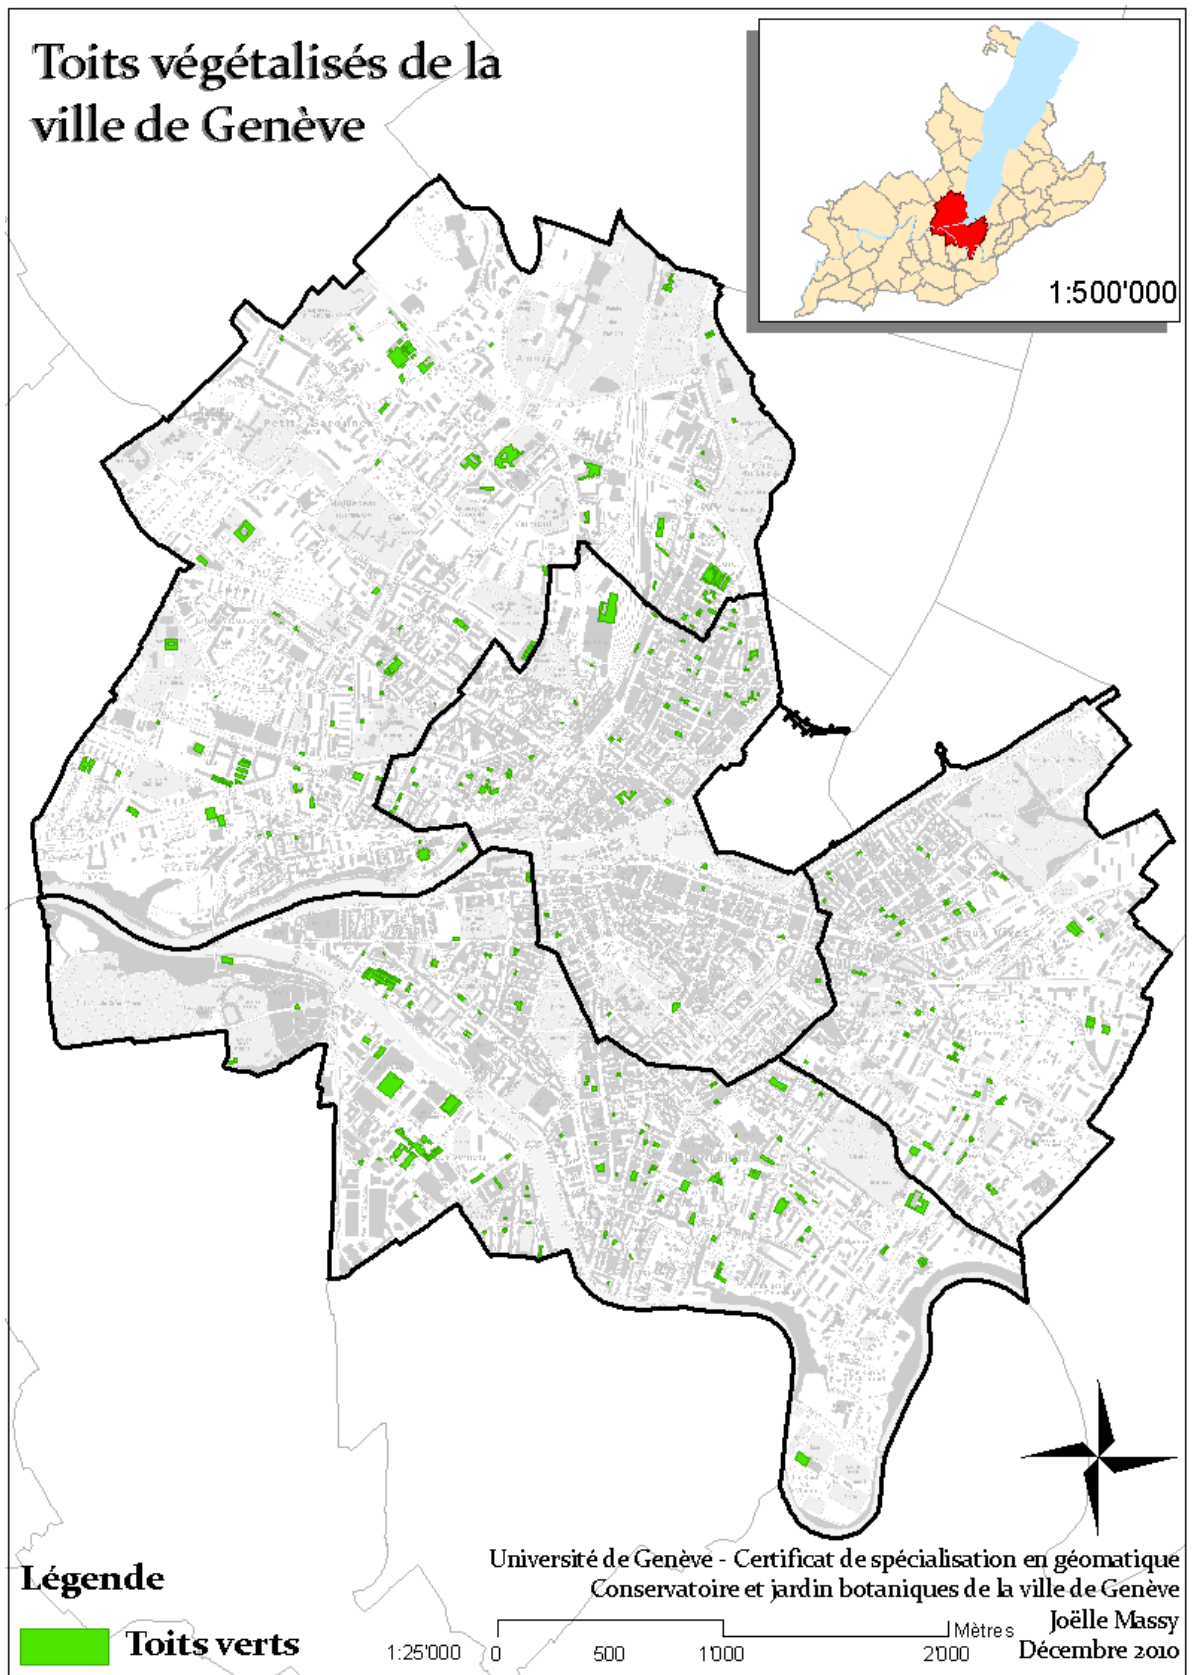 Toits végétalisés de la
ville de Genève
1:500'000
Eaux Vives
Légende
Toits verts
Université de Genève - Certificat de spécialisation en géomatique
Conservatoire et jardin botaniques de la ville de Genève
Joëlle Massy
Décembre 2010
1:25'000
0 500 1'000 2'000
Mètres